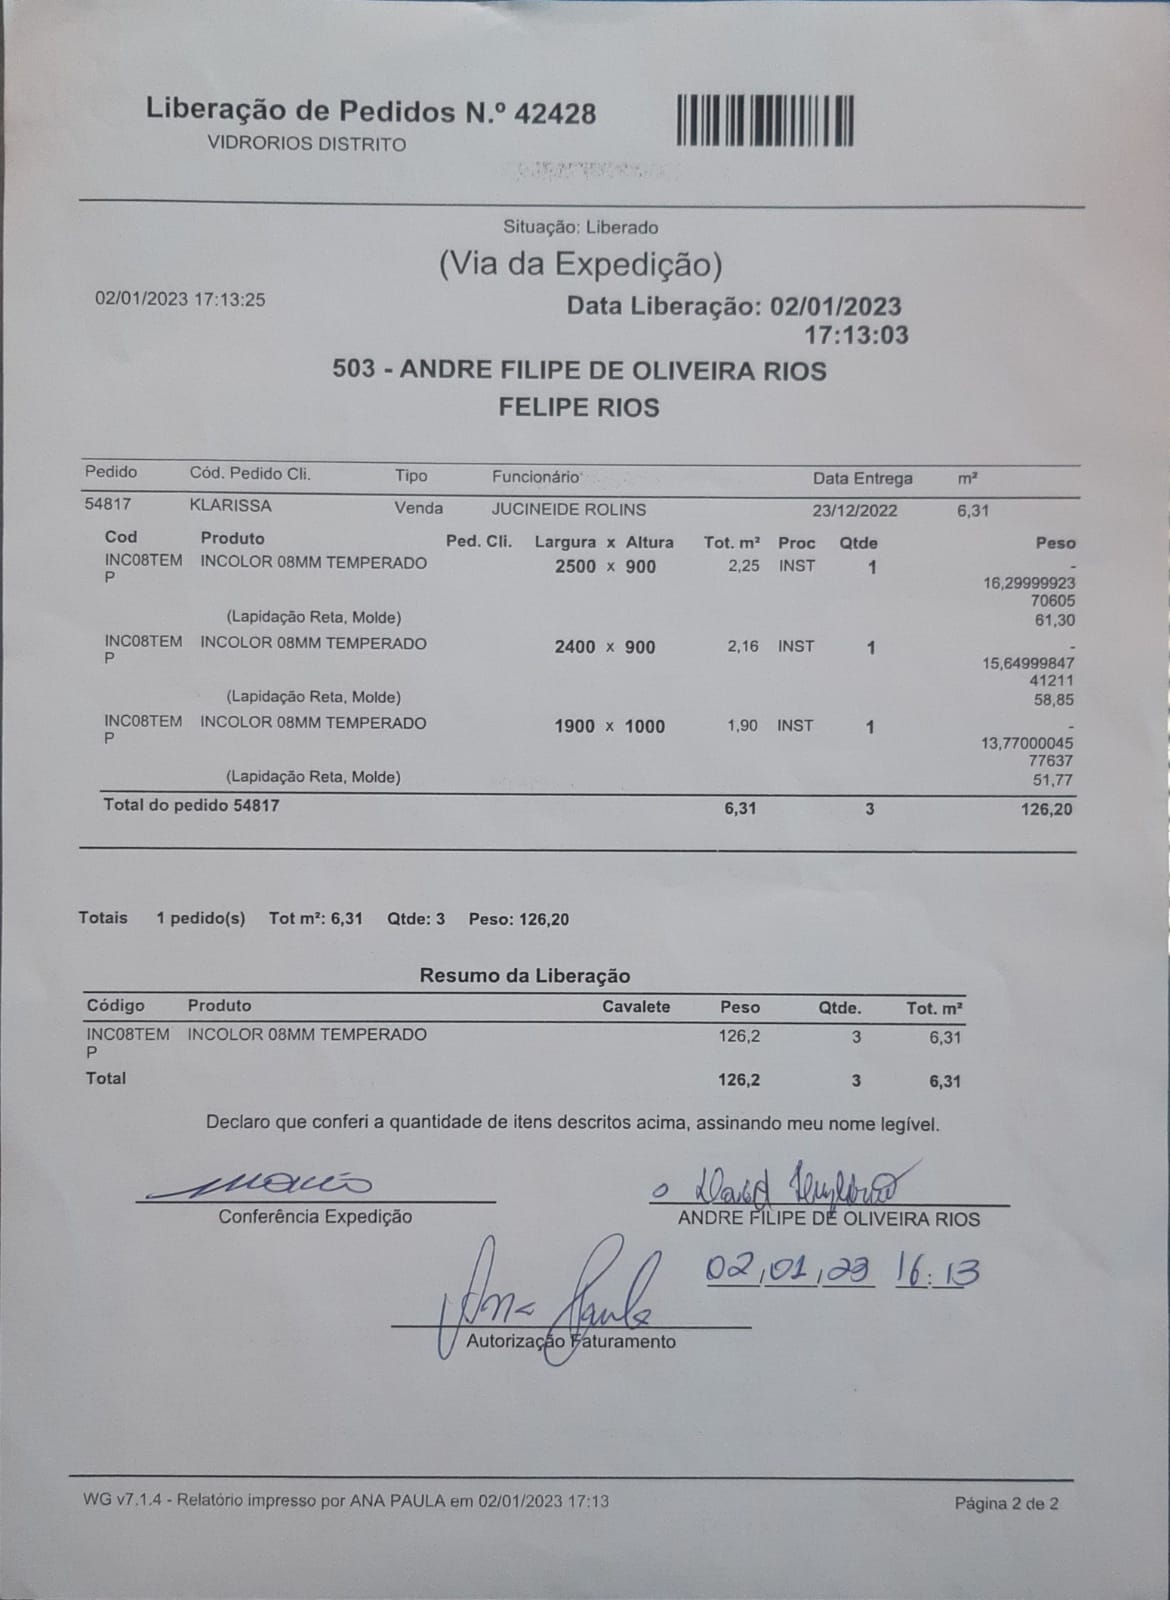 Liberação de Pedidos N.º 42428
VIDRORIOS DISTRITO
Situação: Liberado
(Via da Expedição)
02/01/2023 17:13:25
Data Liberação: 02/01/2023
17:13:03
503 - ANDRE FILIPE DE OLIVEIRA RIOS
FELIPE RIOS
Pedido Cód. Pedido Cli. Tipo Funcionário Data Entrega m²
54817 KLARISSA Venda JUCINEIDE ROLINS 23/12/2022 6,31
Cod Produto Ped. Cli. Largura x Altura Tot. m² Proc Qtde Peso
INC08TEM INCOLOR 08MM TEMPERADO 2500 x 900 2,25 INST 1 -
P 16,29999923
70605
(Lapidação Reta, Molde) 61,30
INC08TEM INCOLOR 08MM TEMPERADO 2400 x 900 2,16 INST 1 -
P 15,64999847
41211
(Lapidação Reta, Molde) 58,85
INC08TEM INCOLOR 08MM TEMPERADO 1900 x 1000 1,90 INST 1 -
P 13,77000045
77637
(Lapidação Reta, Molde) 51,77
Total do pedido 54817 6,31 3 126,20
Totais 1 pedido(s) Tot m²: 6,31 Qtde: 3 Peso: 126,20
Resumo da Liberação
Código Produto Cavalete Peso Qtde. Tot. m²
INC08TEM INCOLOR 08MM TEMPERADO 126,2 3 6,31
P
Total 126,2 3 6,31
Declaro que conferi a quantidade de itens descritos acima, assinando meu nome legível.
David
Conferência Expedição ANDRE FILIPE DE OLIVEIRA RIOS
02,01,23 16:13
Ana Paula
Autorização Faturamento
WG v7.1.4 - Relatório impresso por ANA PAULA em 02/01/2023 17:13 Página 2 de 2